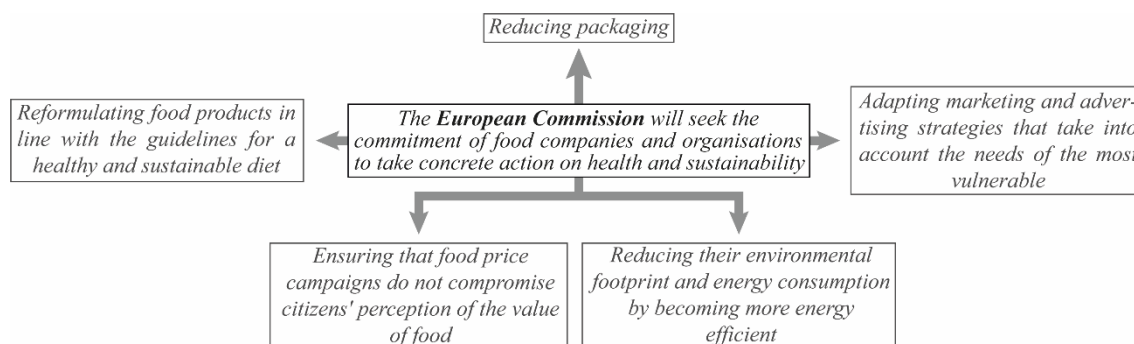 Reducing packaging
Reformulating food products in
line with the guidelines for a
healthy and sustainable diet
The European Commission will seek the
commitment of food companies and organisations
to take concrete action on health and sustainability
Adapting marketing and adver-
tising strategies that take into
account the needs of the most
vulnerable
Ensuring that food price
campaigns do not compromise
citizens' perception of the value
of food
Reducing their environmental
footprint and energy consumption
by becoming more energy
efficient